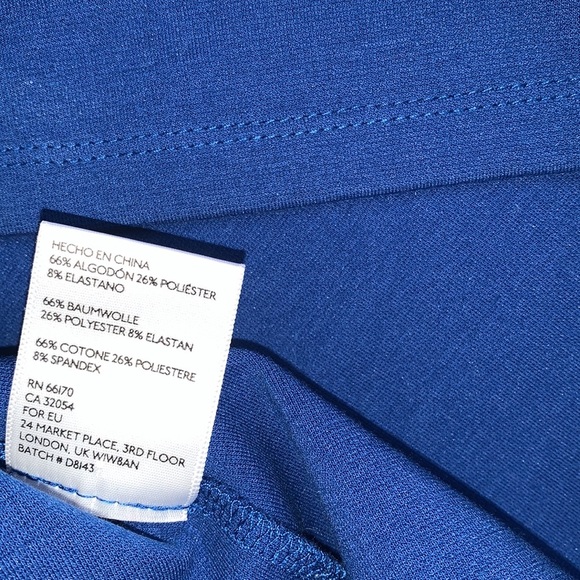 HECHO EN CHINA
66% ALGODÓN 26% POLIÉSTER
8% ELASTANO
66% BAUMWOLLE
26% POLYESTER 8% ELASTAN
66% COTONE 26% POLIESTERE
8% SPANDEX
RN 66170
CA 32054
FOR EU
24 MARKET PLACE, 3RD FLOOR
LONDON, UK W1W8AN
BATCH # D8143